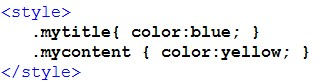 <style>
.mytitle{ color:blue; }
.mycontent { color:yellow; }
</style>